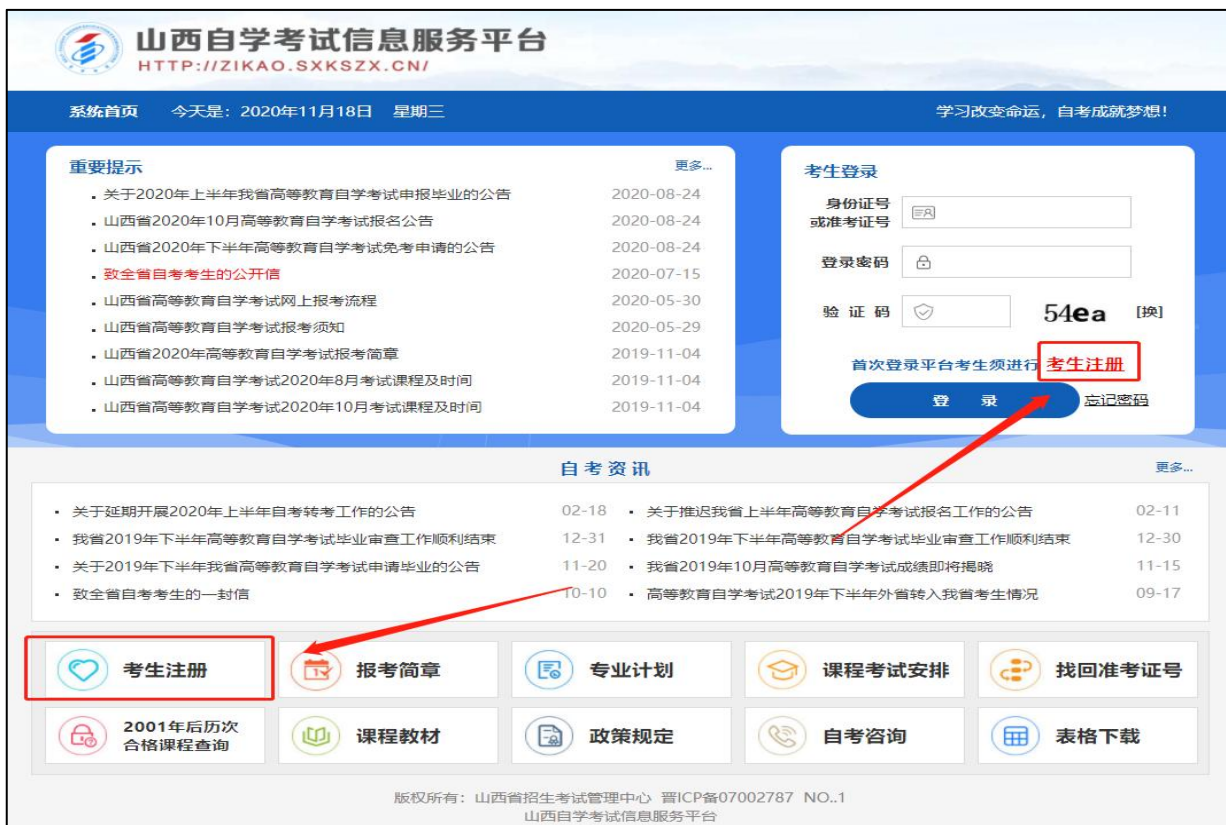 山西自学考试信息服务平台
HTTP://ZIKAO.SXKSZX.CN/
系统首页 今天是：2020年11月18日 星期三 学习改变命运，自考成就梦想！
重要提示 更多...
关于2020年上半年我省高等教育自学考试申报毕业的公告 2020-08-24
山西省2020年10月高等教育自学考试报名公告 2020-08-24
山西省2020年下半年高等教育自学考试免考申请的公告 2020-08-24
致全省自考考生的公开信 2020-07-15
山西省高等教育自学考试网上报考流程 2020-05-30
山西省高等教育自学考试报考须知 2020-05-29
山西省2020年高等教育自学考试报考简章 2019-11-04
山西省高等教育自学考试2020年8月考试课程及时间 2019-11-04
山西省高等教育自学考试2020年10月考试课程及时间 2019-11-04
考生登录
身份证号
或准考证号
登录密码
验 证 码 54ea [换]
首次登录平台考生须进行 考生注册
登 录 忘记密码
自考资讯 更多...
关于延期开展2020年上半年自考转考工作的公告 02-18
关于推迟我省上半年高等教育自学考试报名工作的公告 02-11
我省2019年下半年高等教育自学考试毕业审查工作顺利结束 12-31
我省2019年下半年高等教育自学考试毕业审查工作顺利结束 12-30
关于2019年下半年我省高等教育自学考试申请毕业的公告 11-20
我省2019年10月高等教育自学考试成绩即将揭晓 11-15
致全省自考考生的一封信 10-10
高等教育自学考试2019年下半年外省转入我省考生情况 09-17
考生注册 报考简章 专业计划 课程考试安排 找回准考证号
2001年后历次
合格课程查询
课程教材 政策规定 自考咨询 表格下载
版权所有：山西省招生考试管理中心 晋ICP备07002787 NO..1
山西自学考试信息服务平台